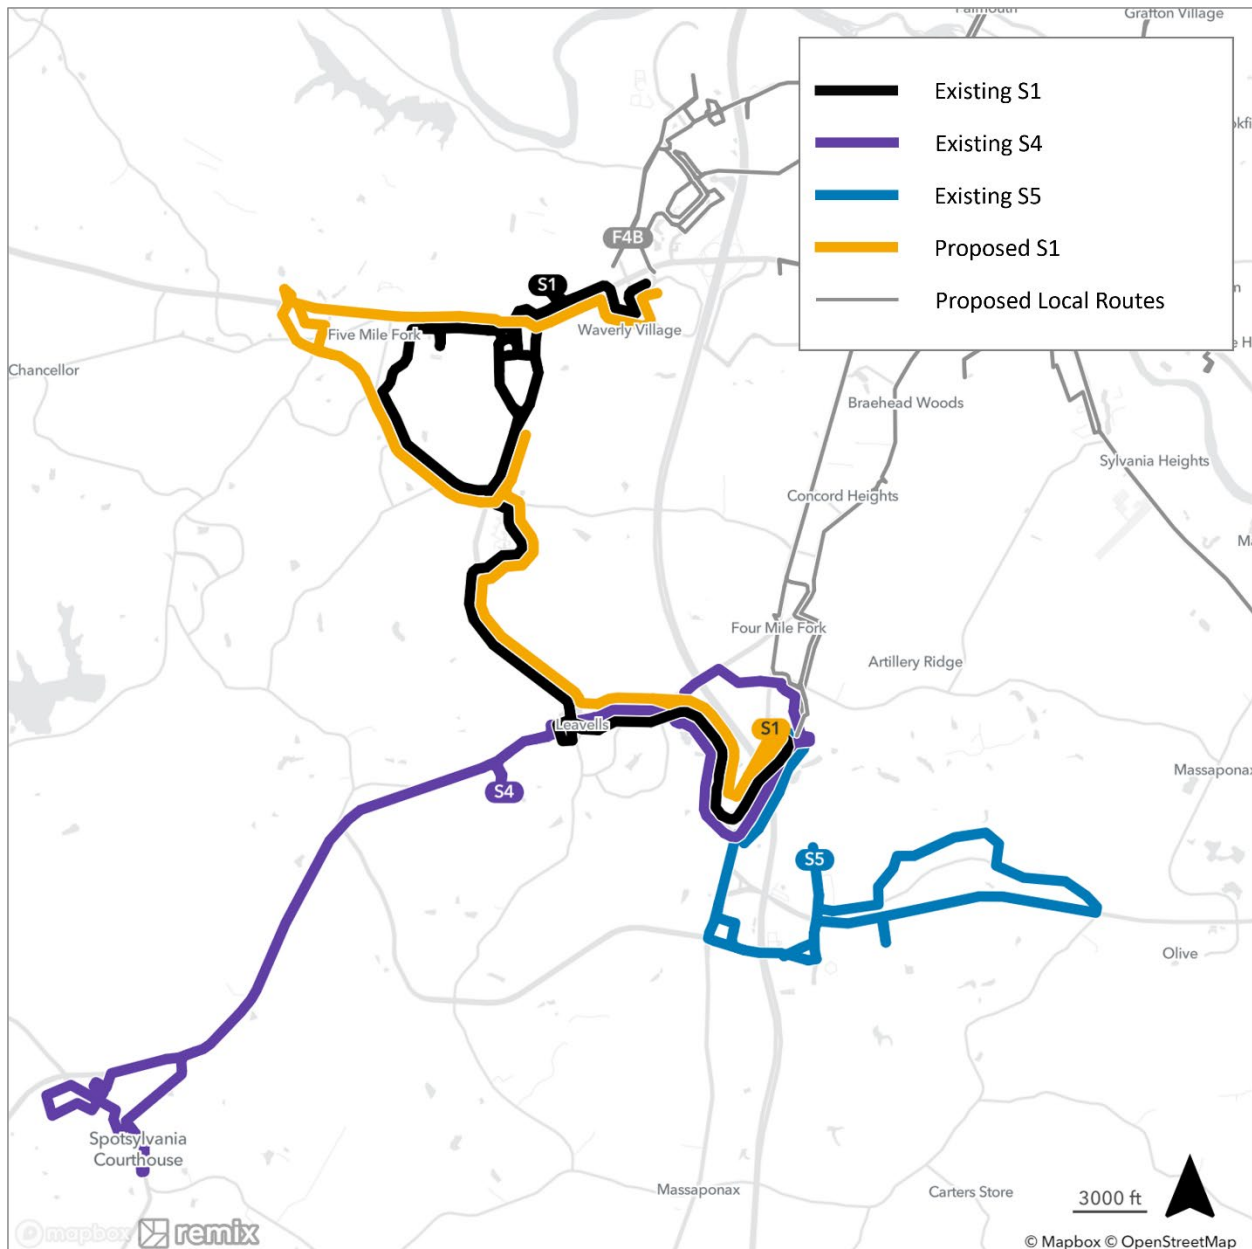 Falmouth
Grafton Village
Existing S1
Existing S4
Existing S5
Proposed S1
Proposed Local Routes
F4B
S1
Five Mile Fork
Waverly Village
Chancellor
Braehead Woods
Sylvania Heights
Concord Heights
Four Mile Fork
Artillery Ridge
Leavells
S1
S4
Massaponax
S5
Olive
Spotsylvania
Courthouse
Massaponax
Carters Store
3000 ft
mapbox
remix
© Mapbox © OpenStreetMap